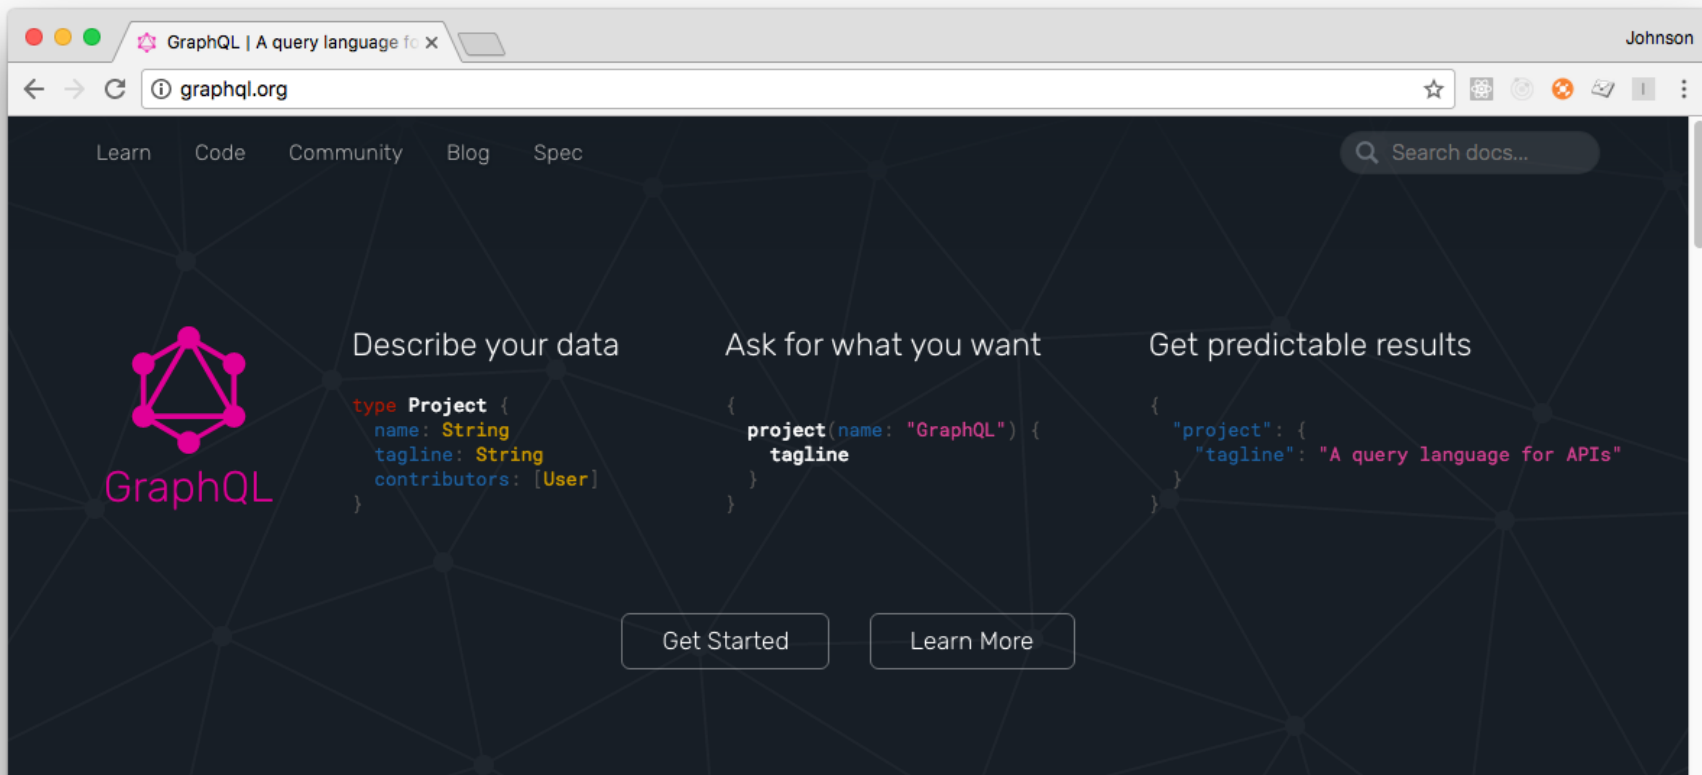 GraphQL | A query language fo
Johnson
graphql.org
Learn Code Community Blog Spec
Search docs...
GraphQL
Describe your data
type Project {
  name: String
  tagline: String
  contributors: [User]
}
Ask for what you want
{
  project(name: "GraphQL") {
    tagline
  }
}
Get predictable results
{
  "project": {
    "tagline": "A query language for APIs"
  }
}
Get Started
Learn More